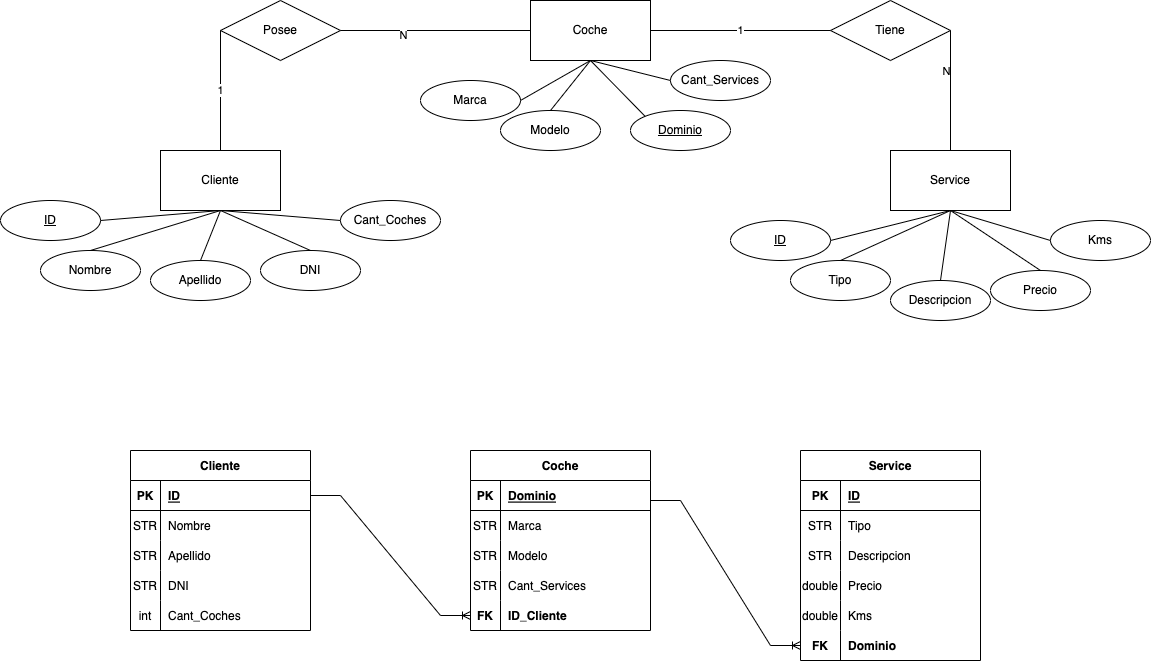 Posee
N
Coche
1
Tiene
Marca
Modelo
Dominio
Cant_Services
1
N
Cliente
ID
Nombre
Apellido
DNI
Cant_Coches
Service
ID
Tipo
Descripcion
Precio
Kms
Cliente
PK ID
STR Nombre
STR Apellido
STR DNI
int Cant_Coches
Coche
PK Dominio
STR Marca
STR Modelo
STR Cant_Services
FK ID_Cliente
Service
PK ID
STR Tipo
STR Descripcion
double Precio
double Kms
FK Dominio